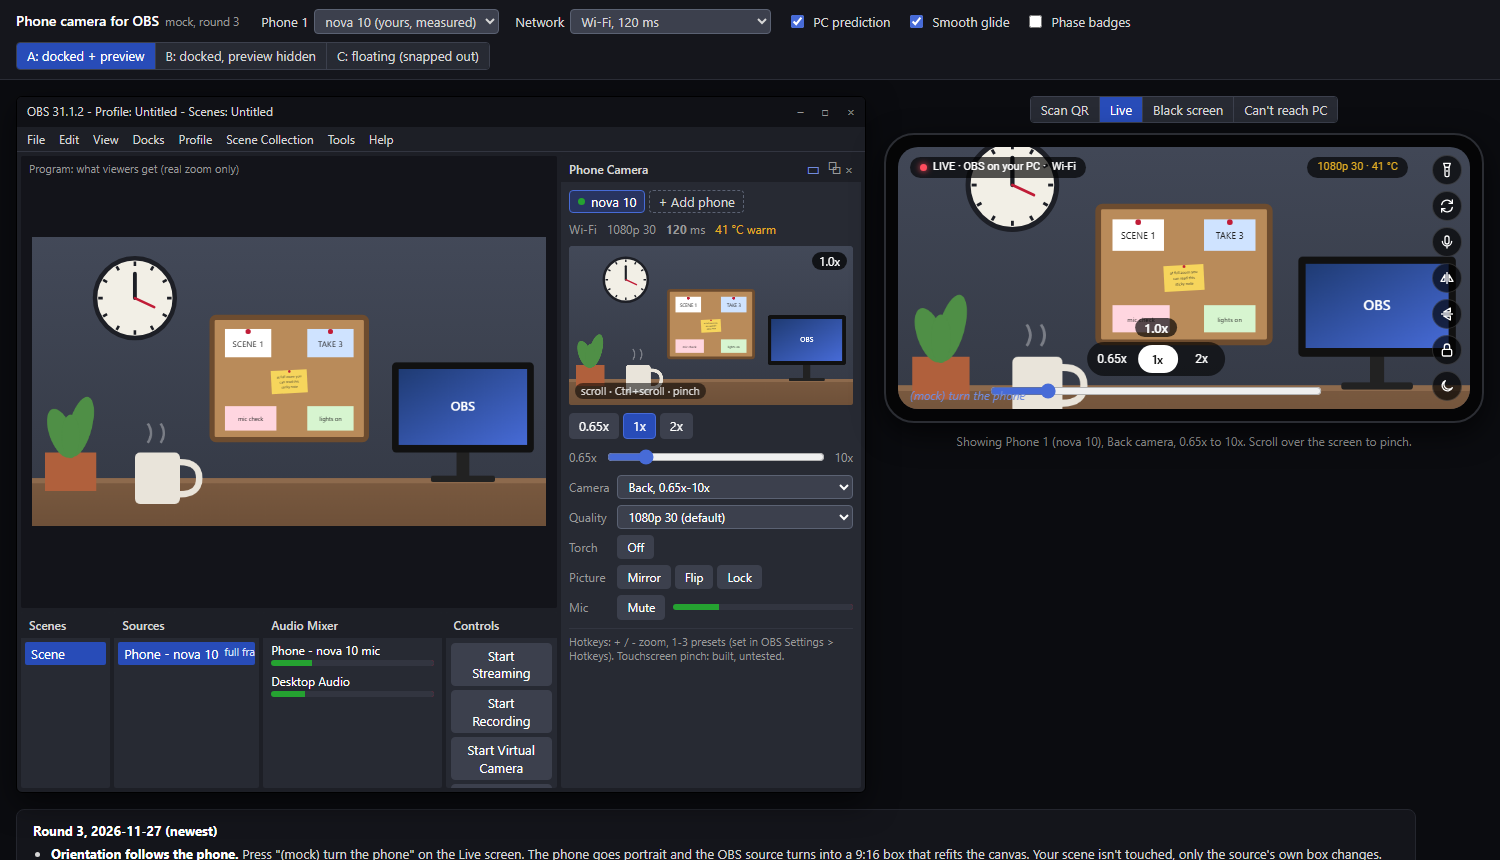 Phone camera for OBS mock, round 3 Phone 1 nova 10 (yours, measured) Network Wi-Fi, 120 ms PC prediction Smooth glide Phase badges
A: docked + preview B: docked, preview hidden C: floating (snapped out)
OBS 31.1.2 - Profile: Untitled - Scenes: Untitled
File Edit View Docks Profile Scene Collection Tools Help
Program: what viewers get (real zoom only)
SCENE 1 TAKE 3
mic check lights on
OBS
Scenes
Scene
Sources
Phone - nova 10 full fra
Audio Mixer
Phone - nova 10 mic
Desktop Audio
Controls
Start
Streaming
Start
Recording
Start Virtual
Camera
Phone Camera
nova 10 + Add phone
Wi-Fi 1080p 30 120 ms 41 °C warm
1.0x
SCENE 1 TAKE 3
OBS
mic check lights on
scroll · Ctrl+scroll · pinch
0.65x 1x 2x
0.65x 10x
Camera Back, 0.65x-10x
Quality 1080p 30 (default)
Torch Off
Picture Mirror Flip Lock
Mic Mute
Hotkeys: + / - zoom, 1-3 presets (set in OBS Settings >
Hotkeys). Touchscreen pinch: built, untested.
Scan QR Live Black screen Can't reach PC
LIVE · OBS on your PC · Wi-Fi 1080p 30 · 41 °C
SCENE 1 TAKE 3
OBS
lights on
1.0x
0.65x 1x 2x
(mock) turn the phone
Showing Phone 1 (nova 10), Back camera, 0.65x to 10x. Scroll over the screen to pinch.
Round 3, 2026-11-27 (newest)
• Orientation follows the phone. Press "(mock) turn the phone" on the Live screen. The phone goes portrait and the OBS source turns into a 9:16 box that refits the canvas. Your scene isn't touched, only the source's own box changes.